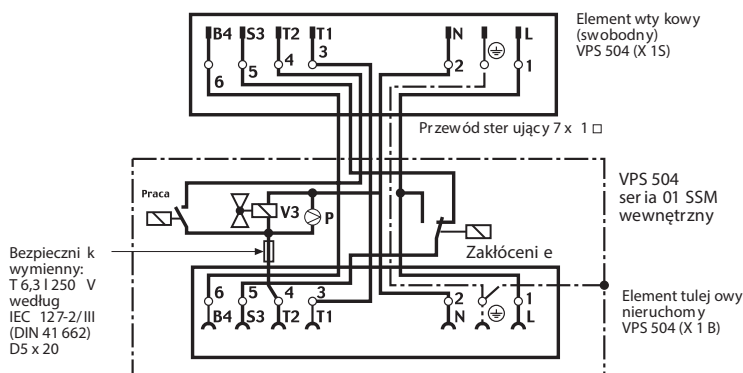 B4 S3 T2 T1 N L
6 5 4 3 2 1
Element wty kowy
(swobodny)
VPS 504 (X 1S)
Przewód ster ujący 7 x 1 □
Praca
V3
P
Zakłóceni e
VPS 504
ser ia 01 SSM
wewnętrzny
Bezpieczni k
wymienny:
T 6,3 l 250 V
według
IEC 127-2/III
(DIN 41 662)
D5 x 20
6 5 4 3 2 1
B4 S3 T2 T1 N L
Element tulej owy
nieruchom y
VPS 504 (X 1 B)